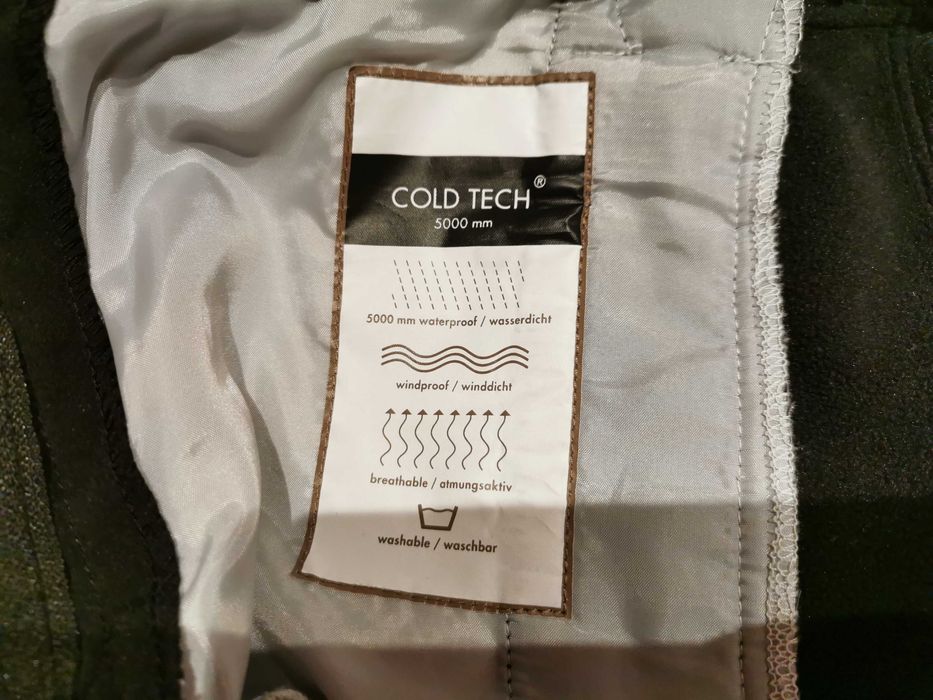 COLD TECH®
5000 mm
5000 mm waterproof / wasserdicht
windproof / winddicht
breathable / atmungsaktiv
washable / waschbar